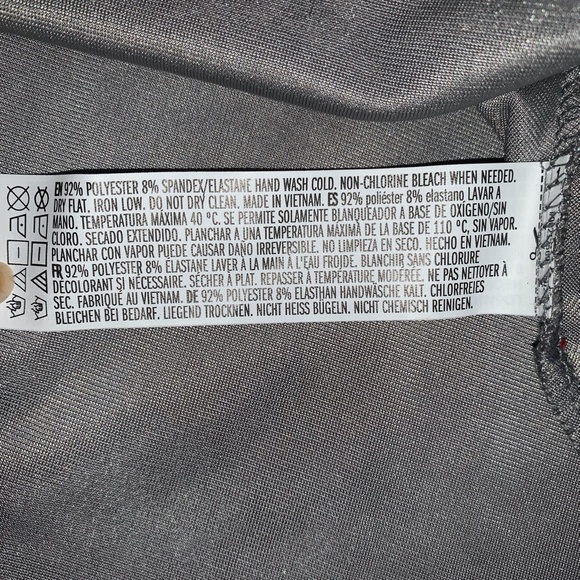 EN 92% POLYESTER 8% SPANDEX/ELASTANE HAND WASH COLD. NON-CHLORINE BLEACH WHEN NEEDED.
DRY FLAT. IRON LOW. DO NOT DRY CLEAN. MADE IN VIETNAM. ES 92% poliéster 8% elastano LAVAR A
MANO. TEMPERATURA MÁXIMA 40 ºC. SE PERMITE SOLAMENTE BLANQUEADOR A BASE DE OXÍGENO/SIN
CLORO. SECADO EXTENDIDO. PLANCHAR A UNA TEMPERATURA MÁXIMA DE LA BASE DE 110 ºC, SIN VAPOR.
PLANCHAR CON VAPOR PUEDE CAUSAR DAÑO IRREVERSIBLE. NO LIMPIEZA EN SECO. HECHO EN VIETNAM.
FR 92% POLYESTER 8% ÉLASTANE LAVER À LA MAIN À L'EAU FROIDE. BLANCHIR SANS CHLORURE
DÉCOLORANT SI NÉCESSAIRE. SÉCHER À PLAT. REPASSER À TEMPÉRATURE MODÉRÉE. NE PAS NETTOYER À
SEC. FABRIQUÉ AU VIETNAM. DE 92% POLYESTER 8% ELASTHAN HANDWÄSCHE KALT. CHLORFREIES
BLEICHEN BEI BEDARF. LIEGEND TROCKNEN. NICHT HEISS BÜGELN. NICHT CHEMISCH REINIGEN.